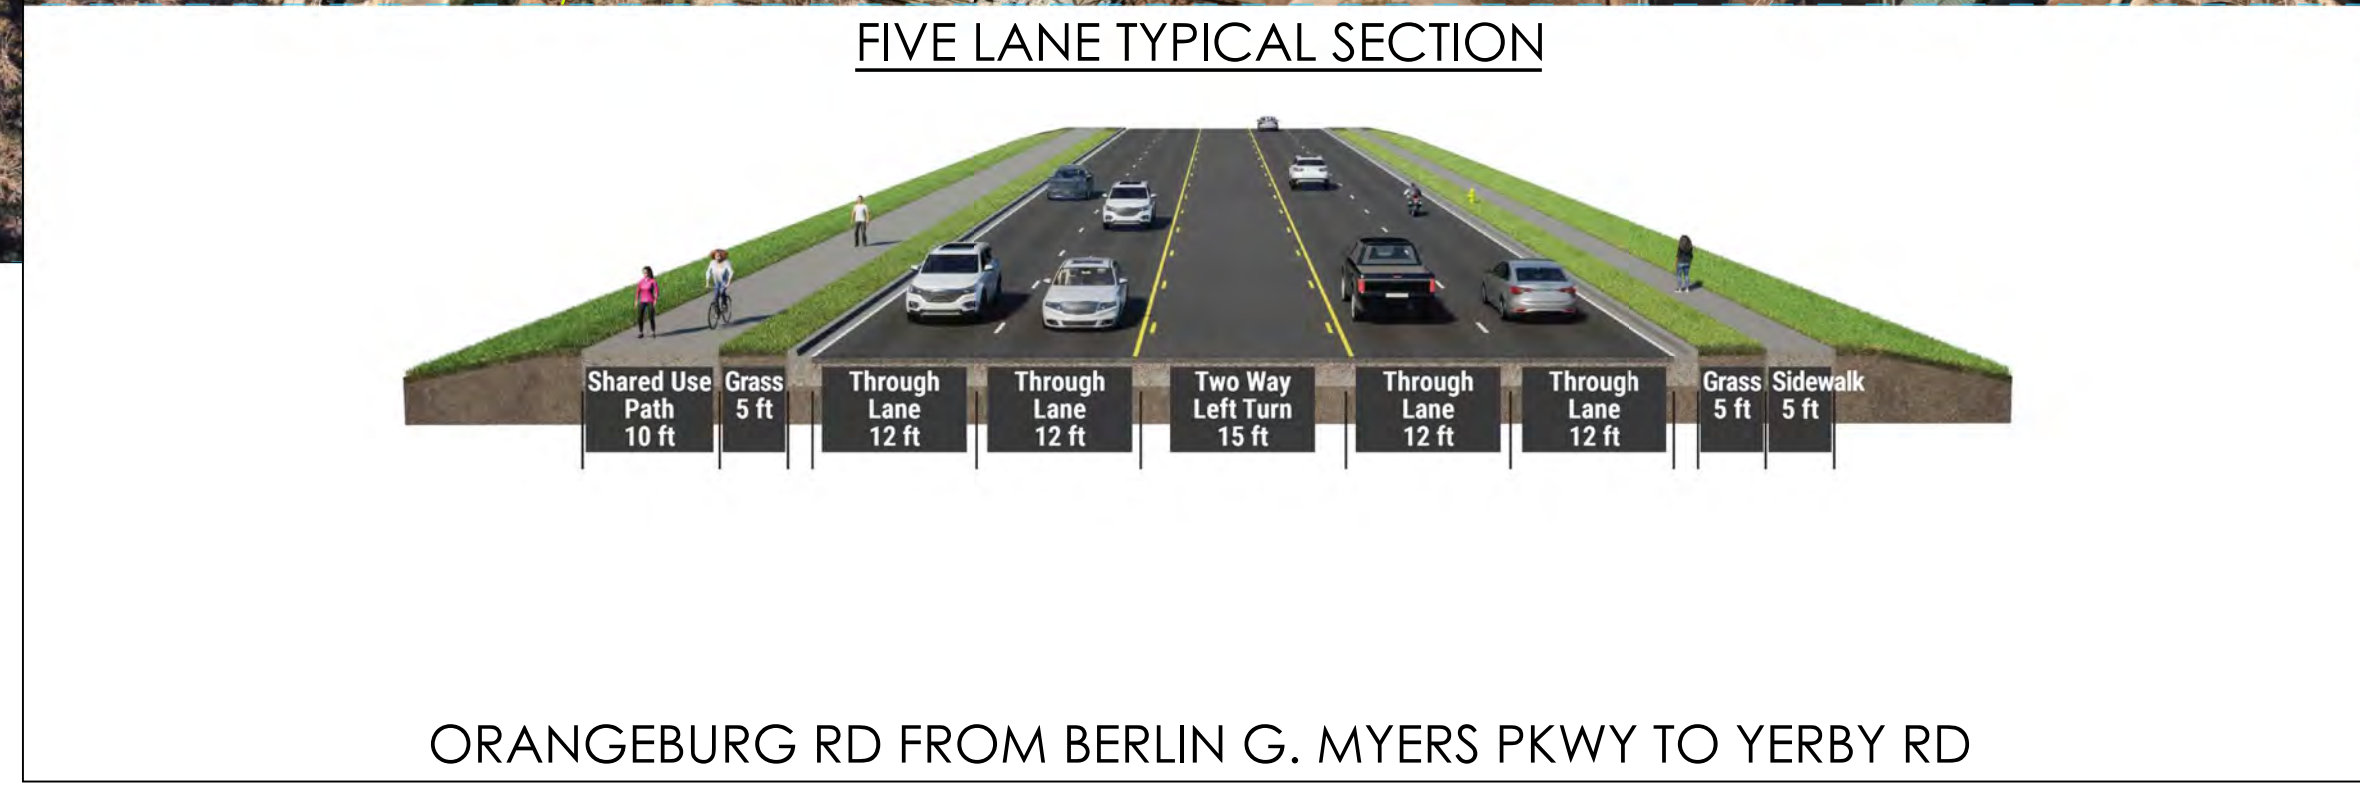 FIVE LANE TYPICAL SECTION
Shared Use
Path
10 ft
Grass
5 ft
Through
Lane
12 ft
Through
Lane
12 ft
Two Way
Left Turn
15 ft
Through
Lane
12 ft
Through
Lane
12 ft
Grass
5 ft
Sidewalk
5 ft
ORANGEBURG RD FROM BERLIN G. MYERS PKWY TO YERBY RD